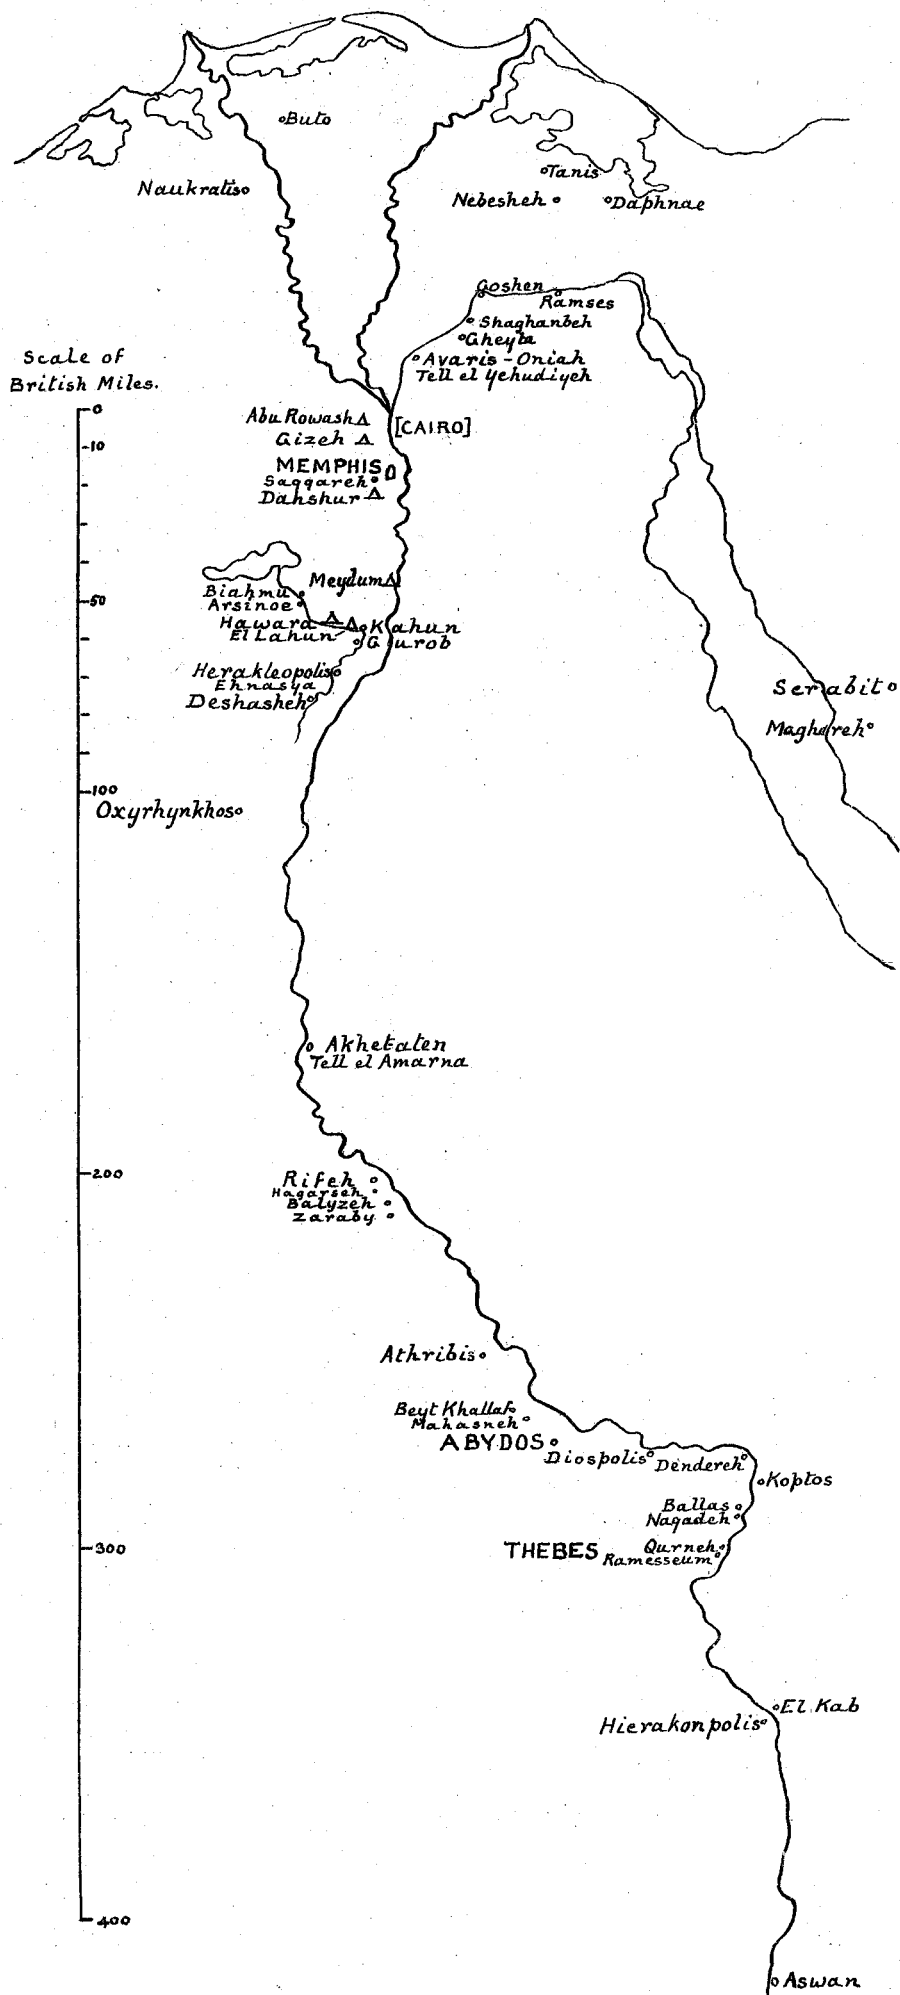 Buto
Tanis
Naukratis
Nebesheh
Daphnae
Goshen
Ramses
Shaghanbeh
Gheyta
Scale of
British Miles.
Avaris - Oniah
Tell el Yehudiyeh
0
Abu Rowash
[CAIRO]
Gizeh
10
MEMPHIS
Saqqareh
Dahshur
Meydum
Biahmu
50
Arsinoe
Hawara
Kahun
El Lahun
Gurob
Herakleopolis
Ehnasya
Serabit
Deshasheh
Maghareh
100
Oxyrhynkhos
Akhetaten
Tell el Amarna
200
Rifeh
Hagarseh
Balyzeh
Zaraby
Athribis
Beyt Khallaf
Mahasneh
ABYDOS
Diospolis
Dendereh
Koptos
Ballas
Naqadeh
300
THEBES
Qurneh
Ramesseum
El Kab
Hierakonpolis
400
Aswan